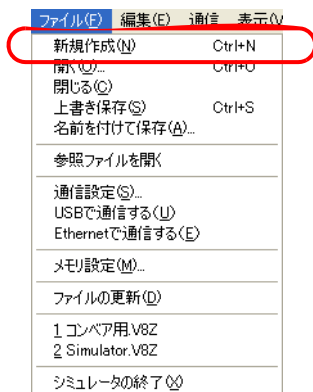 ファイル(F) 編集(E) 通信 表示(V
新規作成(N) Ctrl+N
開く(O)... Ctrl+O
閉じる(C)
上書き保存(S) Ctrl+S
名前を付けて保存(A)...
参照ファイルを開く
通信設定(S)...
USBで通信する(U)
Ethernetで通信する(E)
メモリ設定(M)...
ファイルの更新(D)
1 コンベア用.V8Z
2 Simulator.V8Z
シミュレータの終了(X)